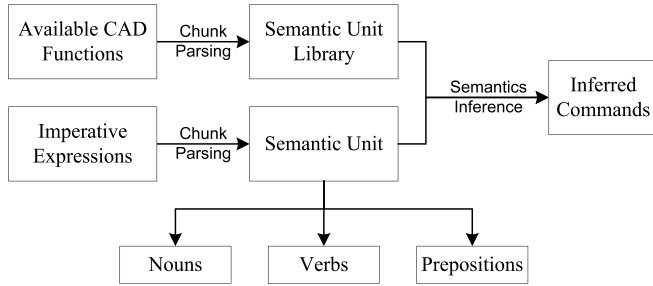 Available CAD
Functions
Chunk
Parsing
Semantic Unit
Library
Imperative
Expressions
Chunk
Parsing
Semantic Unit
Semantics
Inference
Inferred
Commands
Nouns
Verbs
Prepositions